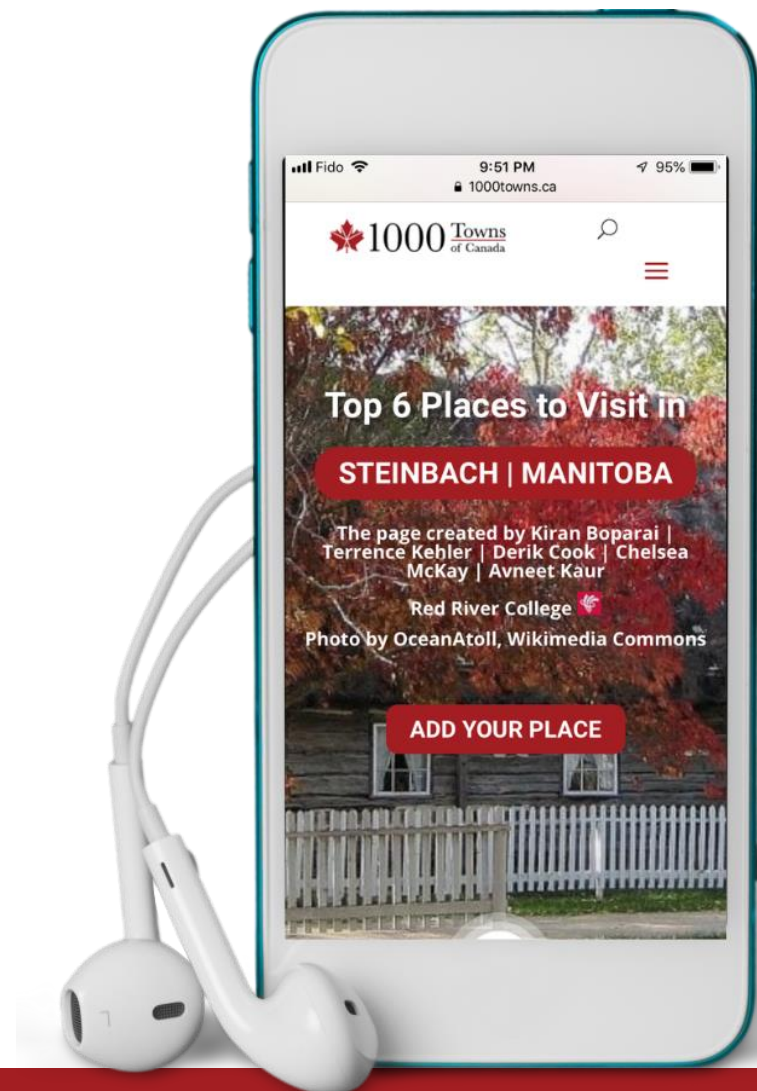 Fido 9:51 PM 95%
1000towns.ca
1000 Towns of Canada
Top 6 Places to Visit in
STEINBACH | MANITOBA
The page created by Kiran Boparai |
Terrence Kehler | Derik Cook | Chelsea
McKay | Avneet Kaur
Red River College
Photo by OceanAtoll, Wikimedia Commons
ADD YOUR PLACE
L